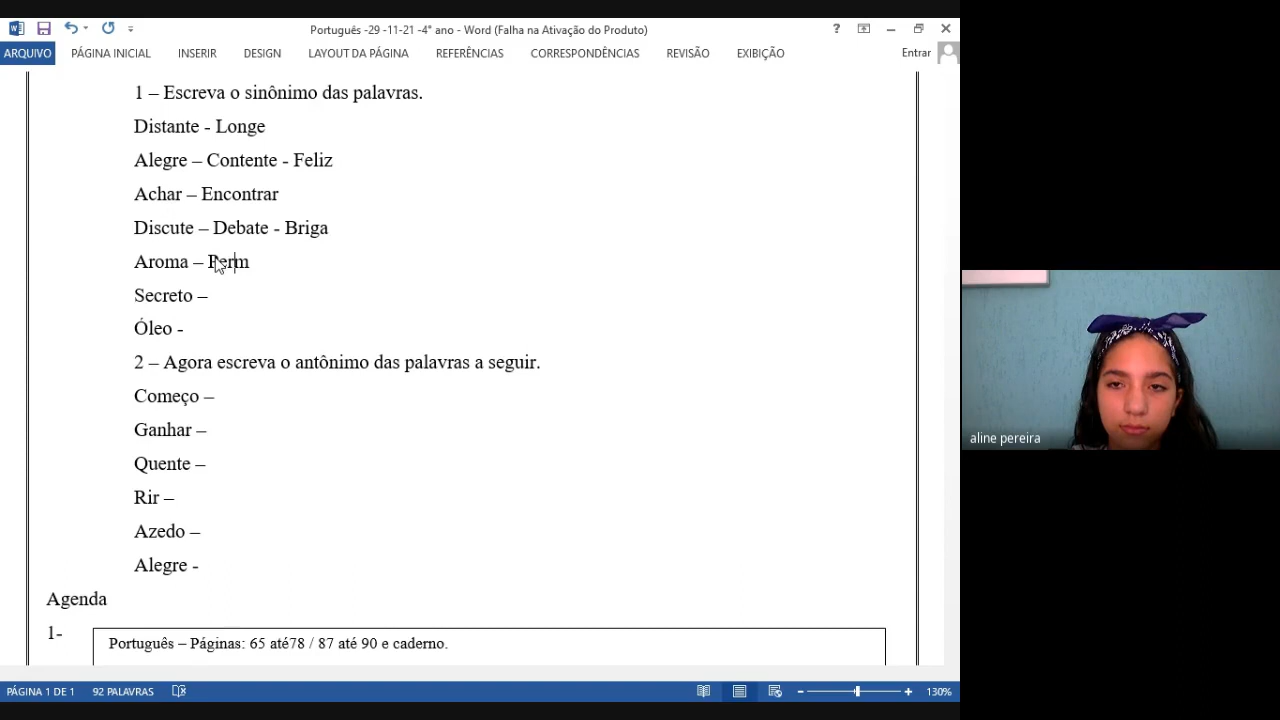 Português -29 -11-21 -4° ano - Word (Falha na Ativação do Produto)
ARQUIVO PÁGINA INICIAL INSERIR DESIGN LAYOUT DA PÁGINA REFERÊNCIAS CORRESPONDÊNCIAS REVISÃO EXIBIÇÃO Entrar
1 – Escreva o sinônimo das palavras.
Distante - Longe
Alegre – Contente - Feliz
Achar – Encontrar
Discute – Debate - Briga
Aroma – Perm
Secreto –
Óleo -
2 – Agora escreva o antônimo das palavras a seguir.
Começo –
Ganhar –
Quente –
Rir –
Azedo –
Alegre -
Agenda
1-
Português – Páginas: 65 até78 / 87 até 90 e caderno.
PÁGINA 1 DE 1 92 PALAVRAS 130%
aline pereira